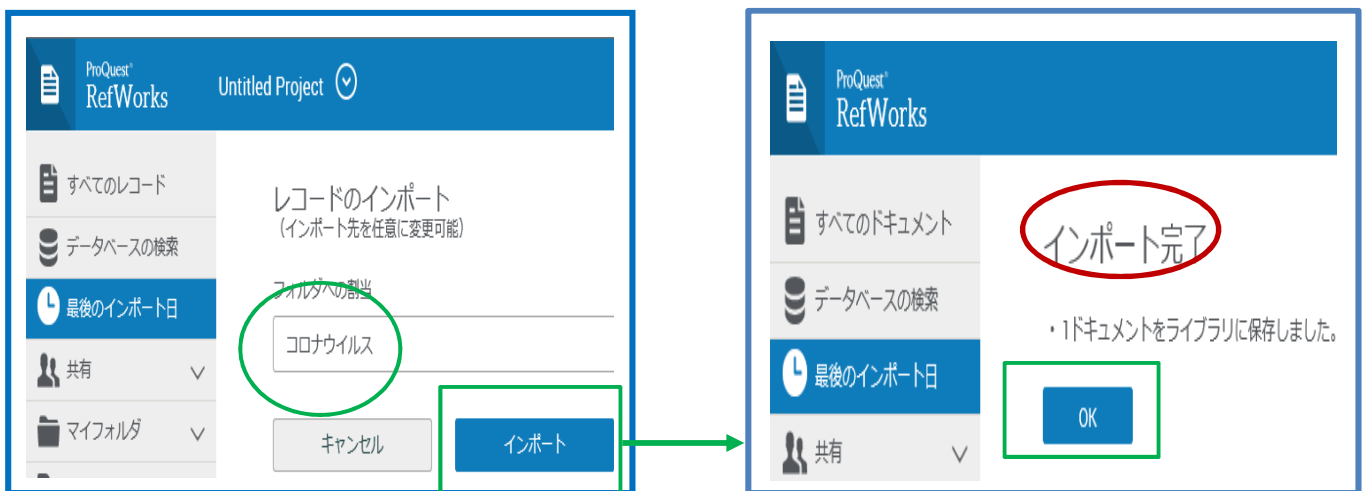 ProQuest®
RefWorks
Untitled Project
すべてのレコード
データベースの検索
最後のインポート日
共有
マイフォルダ
レコードのインポート
（インポート先を任意に変更可能）
フォルダへの割当
コロナウイルス
キャンセル
インポート
ProQuest®
RefWorks
すべてのドキュメント
データベースの検索
最後のインポート日
共有
インポート完了
・1ドキュメントをライブラリに保存しました。
OK